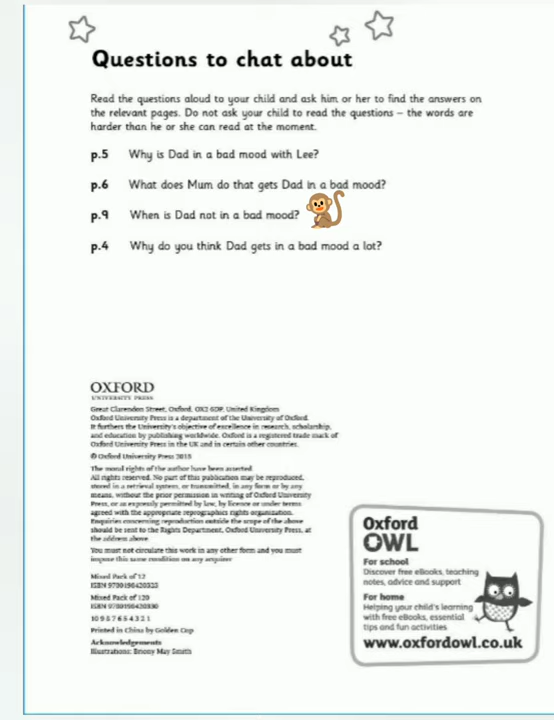 Questions to chat about
Read the questions aloud to your child and ask him or her to find the answers on
the relevant pages. Do not ask your child to read the questions – the words are
harder than he or she can read at the moment.
p.5 Why is Dad in a bad mood with Lee?
p.6 What does Mum do that gets Dad in a bad mood?
p.9 When is Dad not in a bad mood?
p.4 Why do you think Dad gets in a bad mood a lot?
OXFORD
UNIVERSITY PRESS
Great Clarendon Street, Oxford, OX2 6DP, United Kingdom
Oxford University Press is a department of the University of Oxford.
It furthers the University's objective of excellence in research, scholarship,
and education by publishing worldwide. Oxford is a registered trade mark of
Oxford University Press in the UK and in certain other countries.
© Oxford University Press 2015
The moral rights of the author have been asserted
All rights reserved. No part of this publication may be reproduced,
stored in a retrieval system, or transmitted, in any form or by any
means, without the prior permission in writing of Oxford University
Press, or as expressly permitted by law, by licence or under terms
agreed with the appropriate reprographics rights organization.
Enquiries concerning reproduction outside the scope of the above
should be sent to the Rights Department, Oxford University Press, at
the address above
You must not circulate this work in any other form and you must
impose this same condition on any acquirer
Mixed Pack of 12
ISBN
Mixed Pack of 120
ISBN
10 9 8 7 6 5 4 3 2 1
Printed in China by Golden Cup
Acknowledgements
Illustrations: Briony May Smith
Oxford
OWL
For school
Discover free eBooks, teaching
notes, advice and support
For home
Helping your child's learning
with free eBooks, essential
tips and fun activities
www.oxfordowl.co.uk